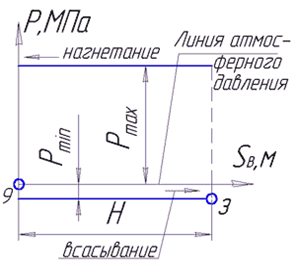 P,МПа
нагнетание
Линия атмос-
ферного
давления
Pmin
Pmax
Sв,м
9
H
3
всасывание